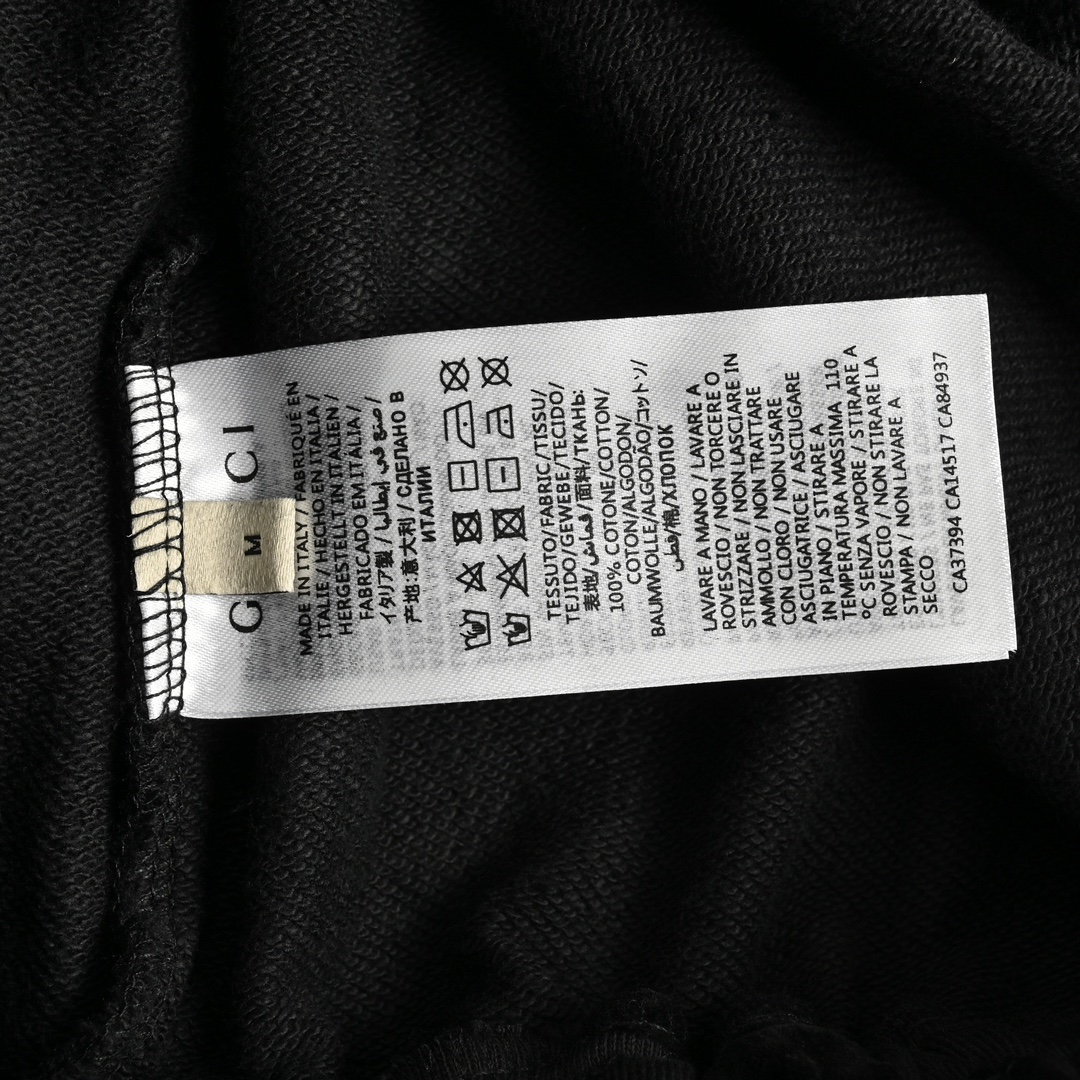 G CI
M
MADE IN ITALY / FABRIQUÉ EN
ITALIE / HECHO EN ITALIA /
HERGESTELLT IN ITALIEN /
FABRICADO EM ITALIA /
イタリア製 / صنع في إيطاليا /
产地:意大利 / СДЕЛАНО В
ИТАЛИИ
TESSUTO/FABRIC/TISSU/
TEJIDO/GEWEBE/TECIDO/
表地/قماش/面料/ТКАНЬ:
100% COTONE/COTTON/
COTON/ALGODON/
BAUMWOLLE/ALGODÃO/コットン/
قطن/棉/ХЛОПОК
LAVARE A MANO / LAVARE A
ROVESCIO / NON TORCERE O
STRIZZARE / NON LASCIARE IN
AMMOLLO / NON TRATTARE
CON CLORO / NON USARE
ASCIUGATRICE / ASCIUGARE
IN PIANO / STIRARE A
TEMPERATURA MASSIMA 110
°C SENZA VAPORE / STIRARE A
ROVESCIO / NON STIRARE LA
STAMPA / NON LAVARE A
SECCO
CA37394 CA14517 CA84937